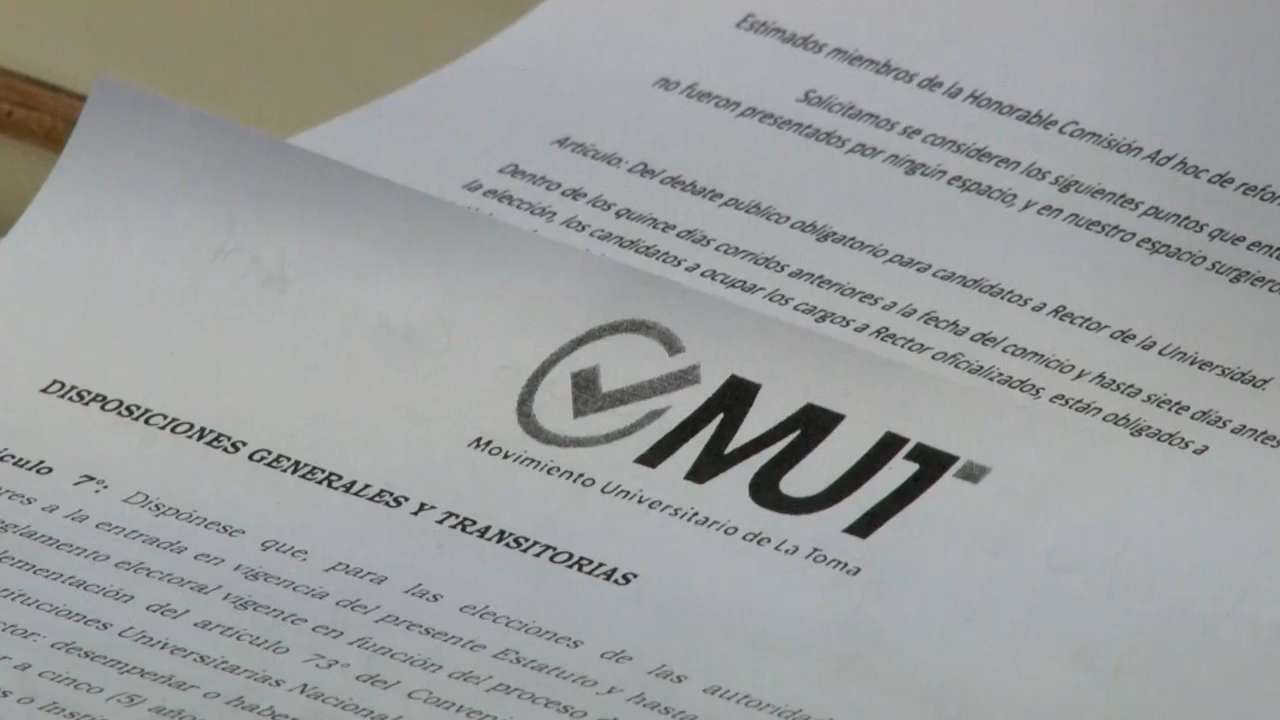 Estimados miembros de la Honorable Comisión Ad hoc de
Solicitamos se consideren los siguientes puntos que
no fueron presentados por ningún espacio, y en nuestro espacio
Artículo: Del debate público obligatorio para candidatos a Rector de la Universidad.
Dentro de los quince días corridos anteriores a la fecha del comicio y hasta siete días antes
la elección, los candidatos a ocupar los cargos a Rector oficializados, están obligados a
MUT
Movimiento Universitario de La Toma
DISPOSICIONES GENERALES Y TRANSITORIAS
7°: Dispónese que, para las elecciones de las
a la entrada en vigencia del presente Estatuto y hasta
electoral vigente en función del proceso
del artículo 73° del
Universitarias
desempeñar o
a cinco (5)
o